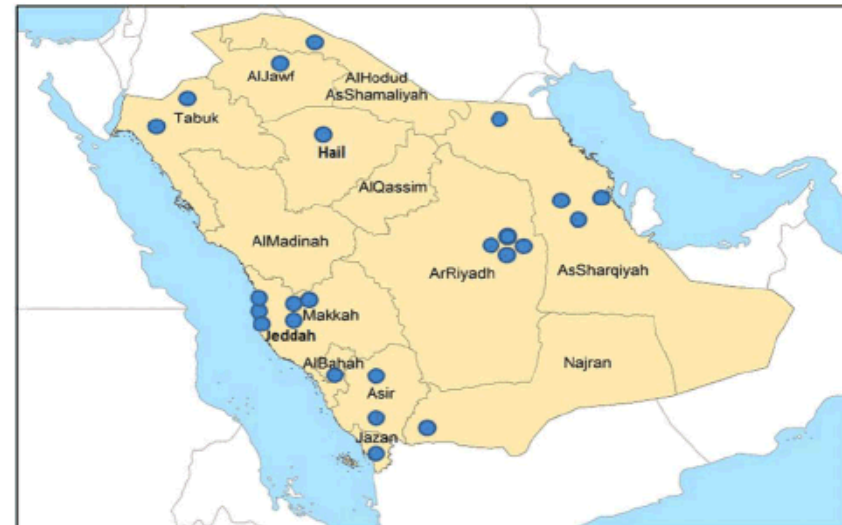 AlJawf
AlHodud
AsShamaliyah
Tabuk
Hail
AlQassim
AlMadinah
ArRiyadh
AsSharqiyah
Makkah
Jeddah
AlBahah
Asir
Najran
Jazan